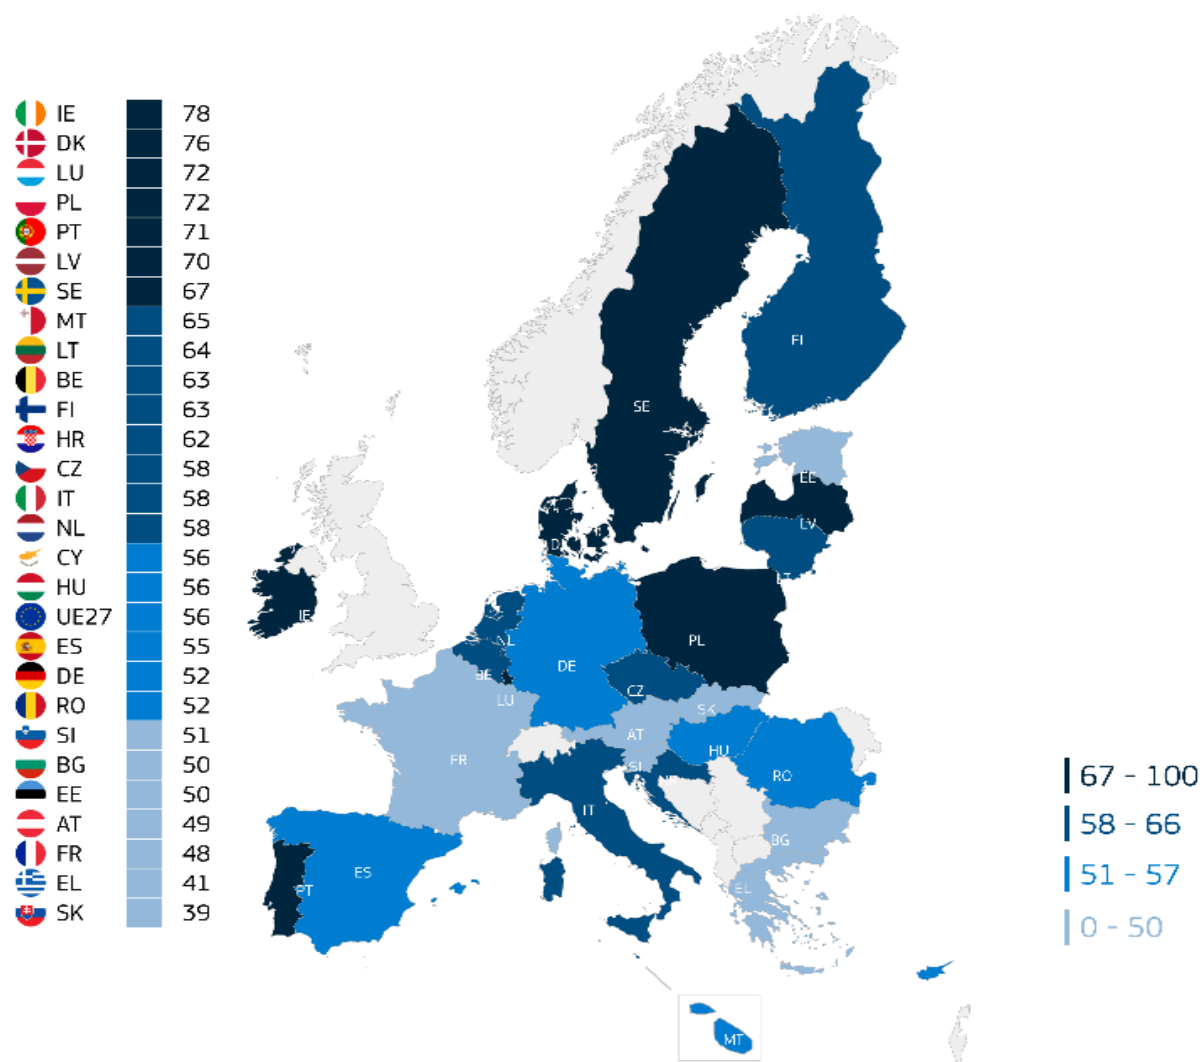 IE 78
DK 76
LU 72
PL 72
PT 71
LV 70
SE 67
MT 65
LT 64
BE 63
FI 63
HR 62
CZ 58
IT 58
NL 58
CY 56
HU 56
UE27 56
ES 55
DE 52
RO 52
SI 51
BG 50
EE 50
AT 49
FR 48
EL 41
SK 39
FI
SE
EE
LV
LT
IE
NL
PL
DE
BE
CZ
LU
SK
AT
HU
FR
SI
RO
IT
BG
ES
PT
EL
MT
67 - 100
58 - 66
51 - 57
0 - 50